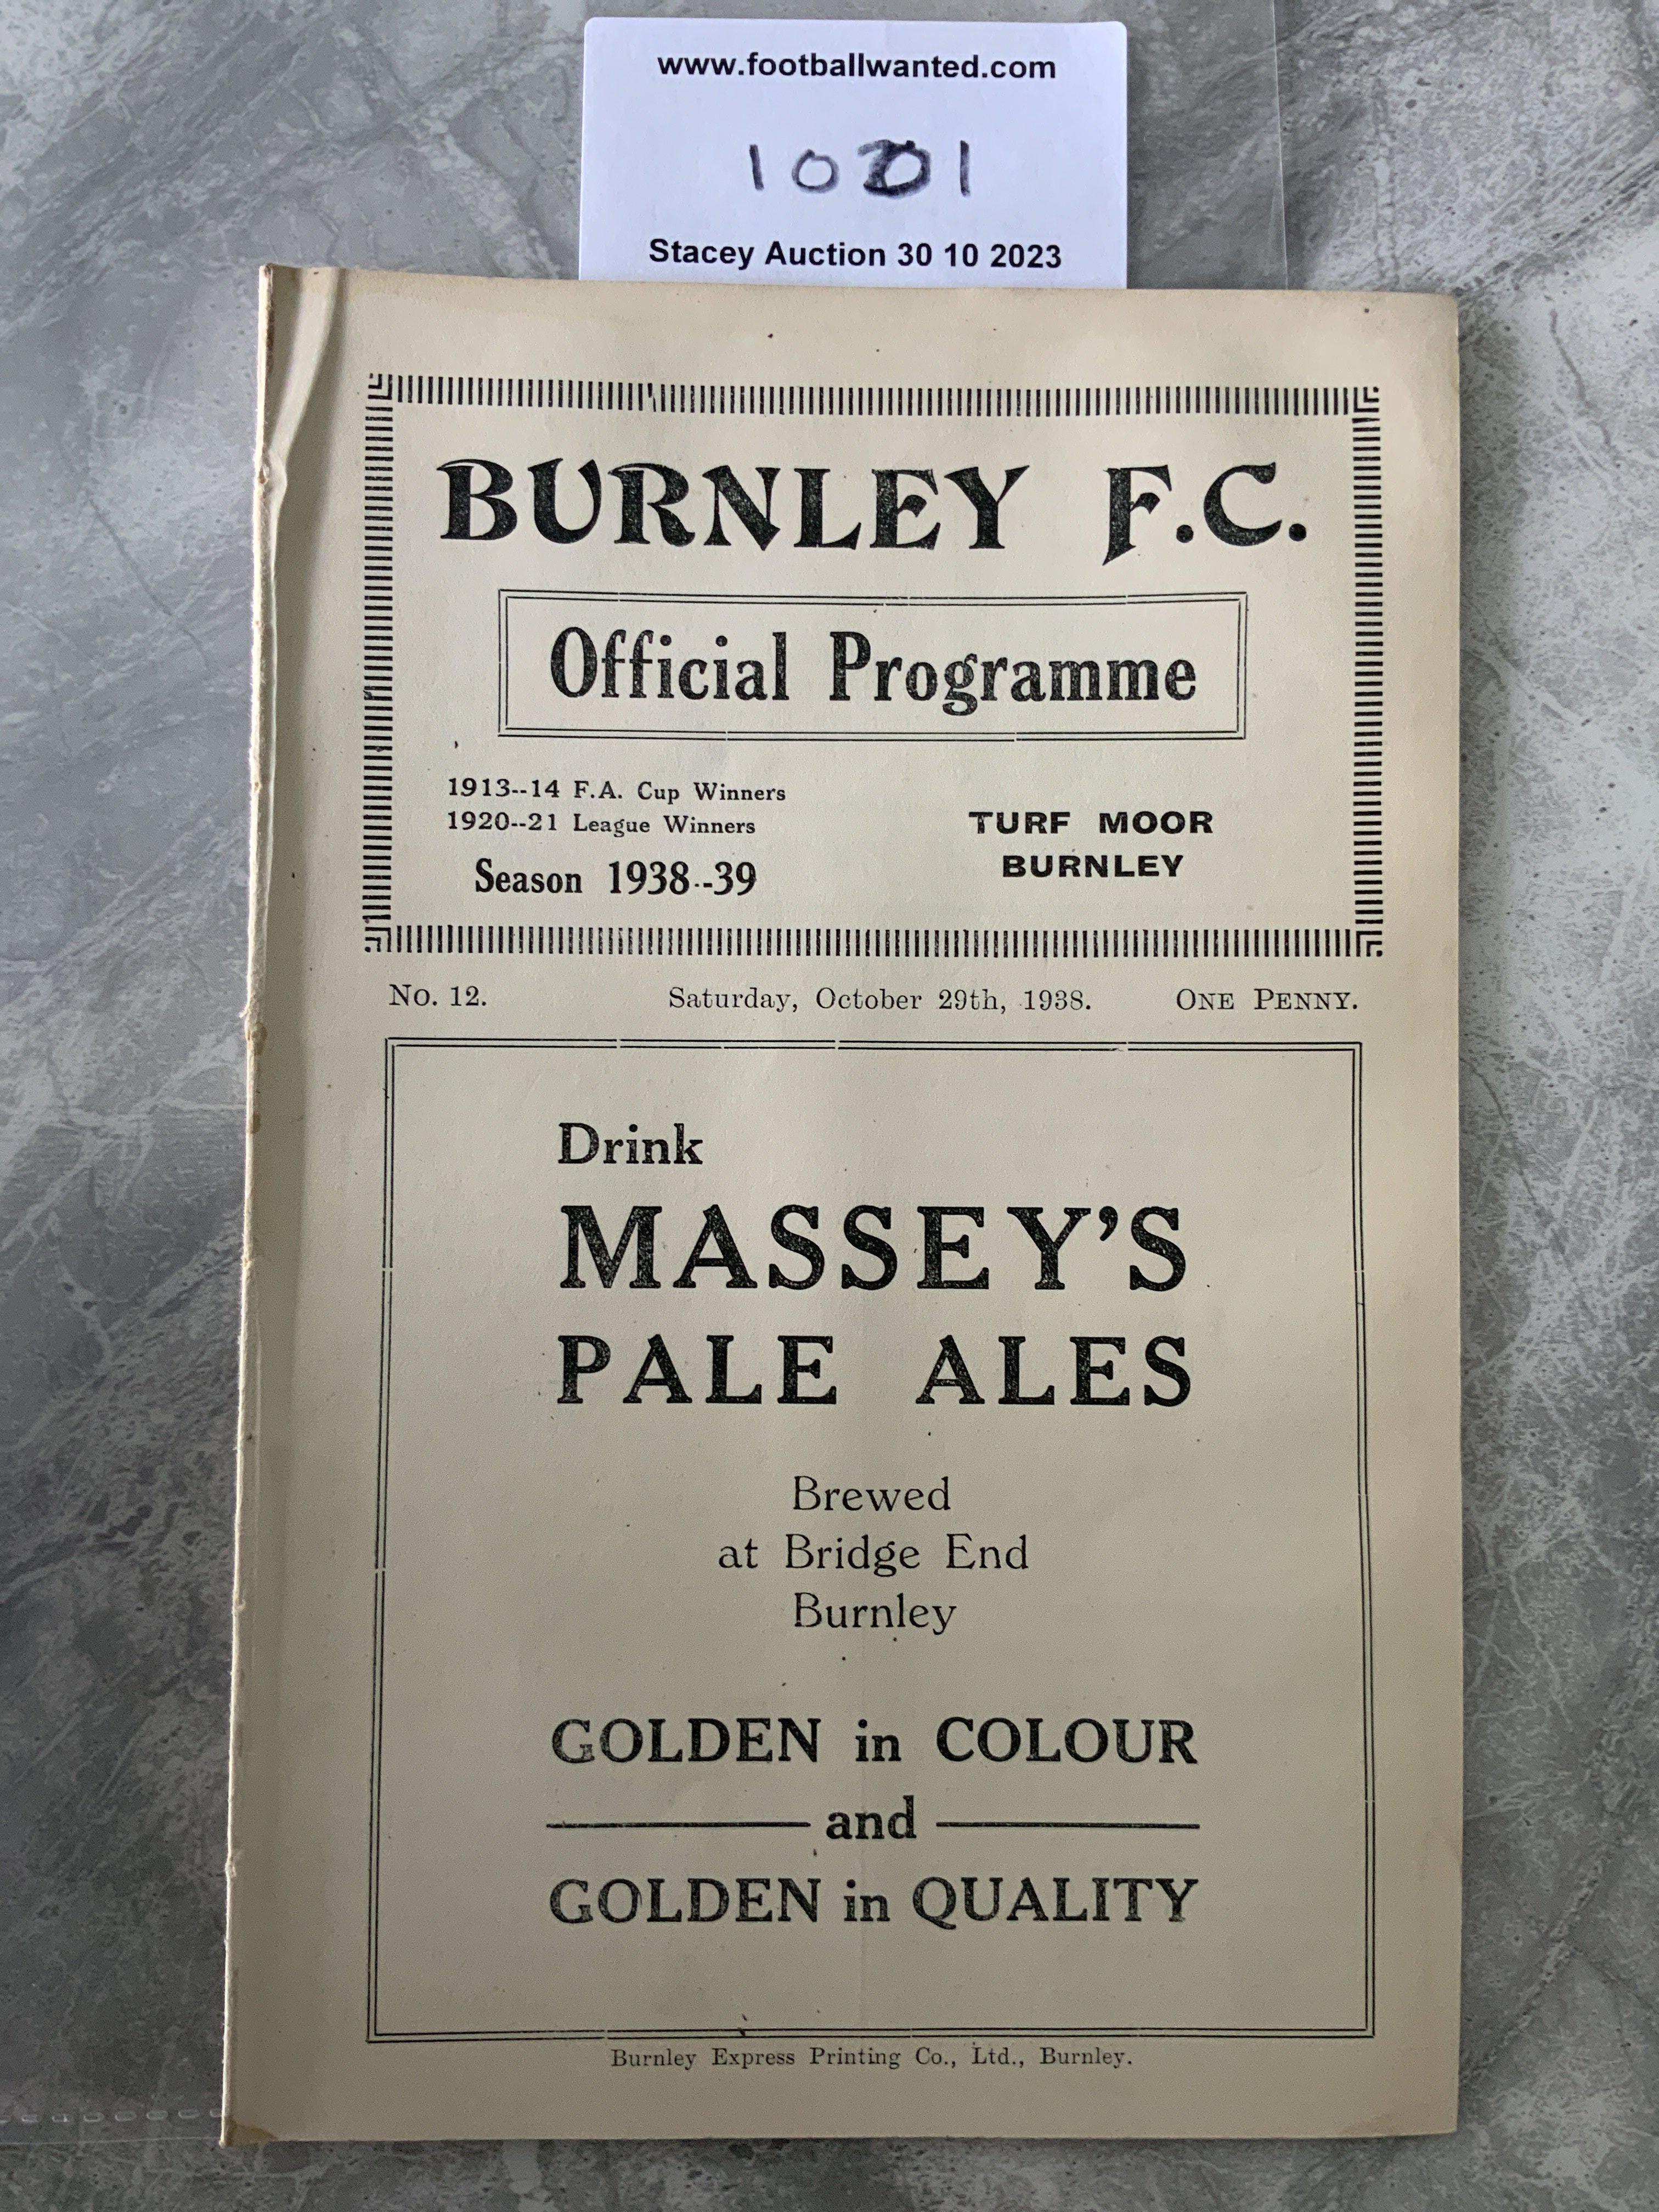 www.footballwanted.com
Stacey Auction 30 10 2023
BURNLEY F.C.
Official Programme
1913--14 F.A. Cup Winners
1920--21 League Winners
Season 1938--39
TURF MOOR
BURNLEY
No. 12. Saturday, October 29th, 1938. ONE PENNY.
Drink
MASSEY'S
PALE ALES
Brewed
at Bridge End
Burnley
GOLDEN in COLOUR
and
GOLDEN in QUALITY
Burnley Express Printing Co., Ltd., Burnley.